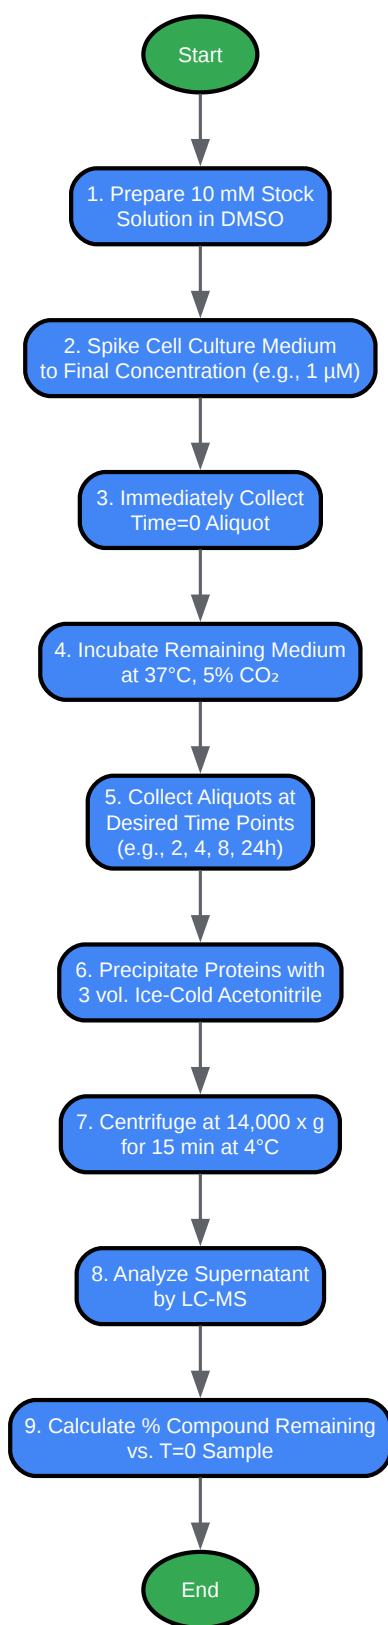 Start
1. Prepare 10 mM Stock
Solution in DMSO
2. Spike Cell Culture Medium
to Final Concentration (e.g., 1 µM)
3. Immediately Collect
Time=0 Aliquot
4. Incubate Remaining Medium
at 37°C, 5% CO₂
5. Collect Aliquots at
Desired Time Points
(e.g., 2, 4, 8, 24h)
6. Precipitate Proteins with
3 vol. Ice-Cold Acetonitrile
7. Centrifuge at 14,000 x g
for 15 min at 4°C
8. Analyze Supernatant
by LC-MS
9. Calculate % Compound Remaining
vs. T=0 Sample
End